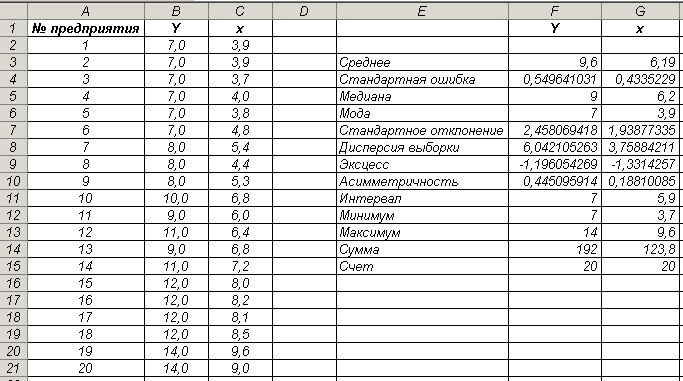 A B C D E F G
1 № предприятия Y x Y x
2 1 7,0 3,9
3 2 7,0 3,9 Среднее 9,6 6,19
4 3 7,0 3,7 Стандартная ошибка 0,549641031 0,4335229
5 4 7,0 4,0 Медиана 9 6,2
6 5 7,0 3,8 Мода 7 3,9
7 6 7,0 4,8 Стандартное отклонение 2,458069418 1,93877335
8 7 8,0 5,4 Дисперсия выборки 6,042105263 3,75884211
9 8 8,0 4,4 Эксцесс -1,196054269 -1,3314257
10 9 8,0 5,3 Асимметричность 0,445095914 0,18810085
11 10 10,0 6,8 Интервал 7 5,9
12 11 9,0 6,0 Минимум 7 3,7
13 12 11,0 6,4 Максимум 14 9,6
14 13 9,0 6,8 Сумма 192 123,8
15 14 11,0 7,2 Счет 20 20
16 15 12,0 8,0
17 16 12,0 8,2
18 17 12,0 8,1
19 18 12,0 8,5
20 19 14,0 9,6
21 20 14,0 9,0